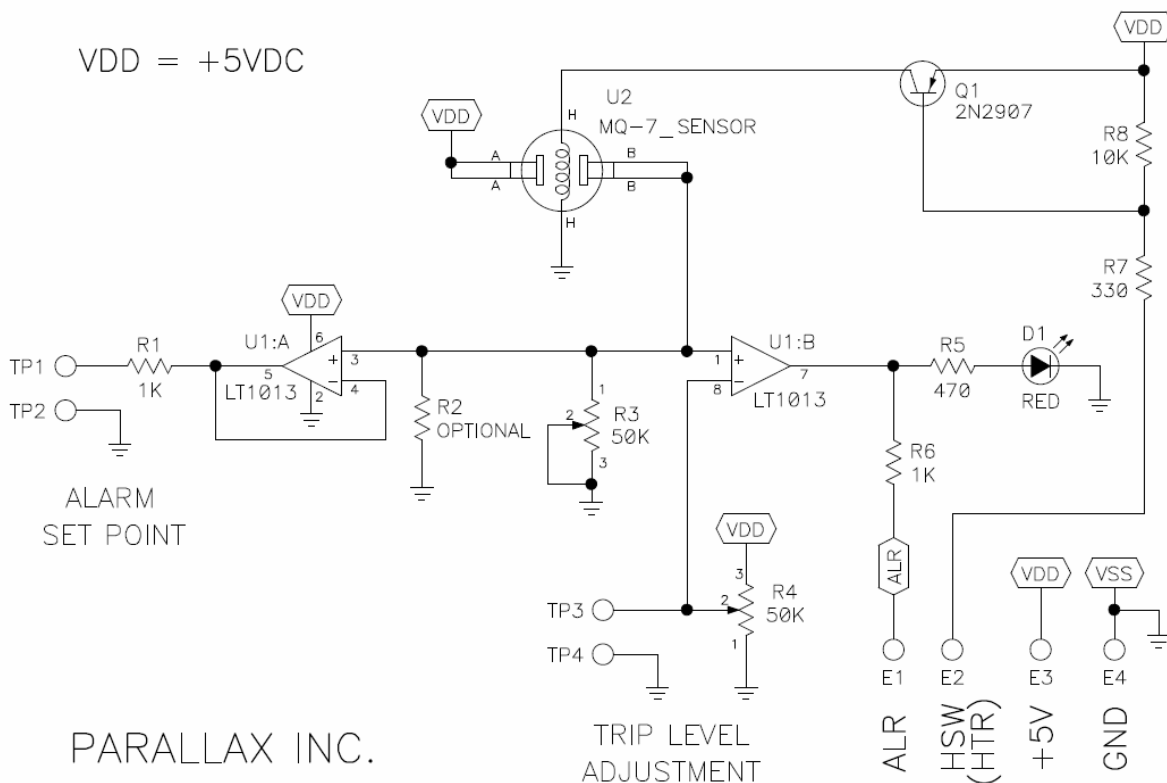 VDD = +5VDC
VDD
Q1
2N2907
U2
MQ-7_SENSOR
VDD
H
A
A
B
B
H
R8
10K
R7
330
VDD
U1:A
6
3
5
2
4
LT1013
TP1
R1
1K
TP2
R2
OPTIONAL
1
2
R3
50K
3
U1:B
1
8
7
LT1013
R5
470
D1
RED
R6
1K
ALARM
SET POINT
VDD
3
2
R4
50K
1
TP3
TP4
ALR
VDD
VSS
E1
E2
E3
E4
ALR
HSW
(HTR)
+5V
GND
PARALLAX INC.
TRIP LEVEL
ADJUSTMENT